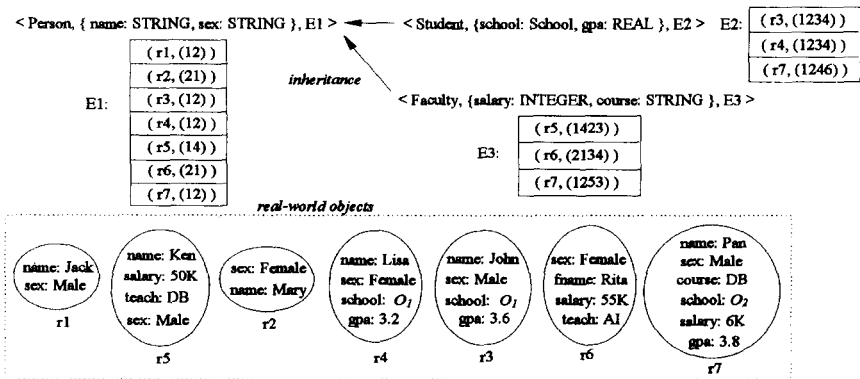 < Person, { name: STRING, sex: STRING }, E1 >
< Student, {school: School, gpa: REAL }, E2 >
E2:
( r3, (1234) )
( r4, (1234) )
( r7, (1246) )
E1:
( r1, (12) )
( r2, (21) )
( r3, (12) )
( r4, (12) )
( r5, (14) )
( r6, (21) )
( r7, (12) )
inheritance
< Faculty, {salary: INTEGER, course: STRING }, E3 >
E3:
( r5, (1423) )
( r6, (2134) )
( r7, (1253) )
real-world objects
name: Jack
sex: Male
r1
name: Ken
salary: 50K
teach: DB
sex: Male
r5
sex: Female
name: Mary
r2
name: Lisa
sex: Female
school: O1
gpa: 3.2
r4
name: John
sex: Male
school: O1
gpa: 3.6
r3
sex: Female
fname: Rita
salary: 55K
teach: AI
r6
name: Pan
sex: Male
course: DB
school: O2
salary: 6K
gpa: 3.8
r7